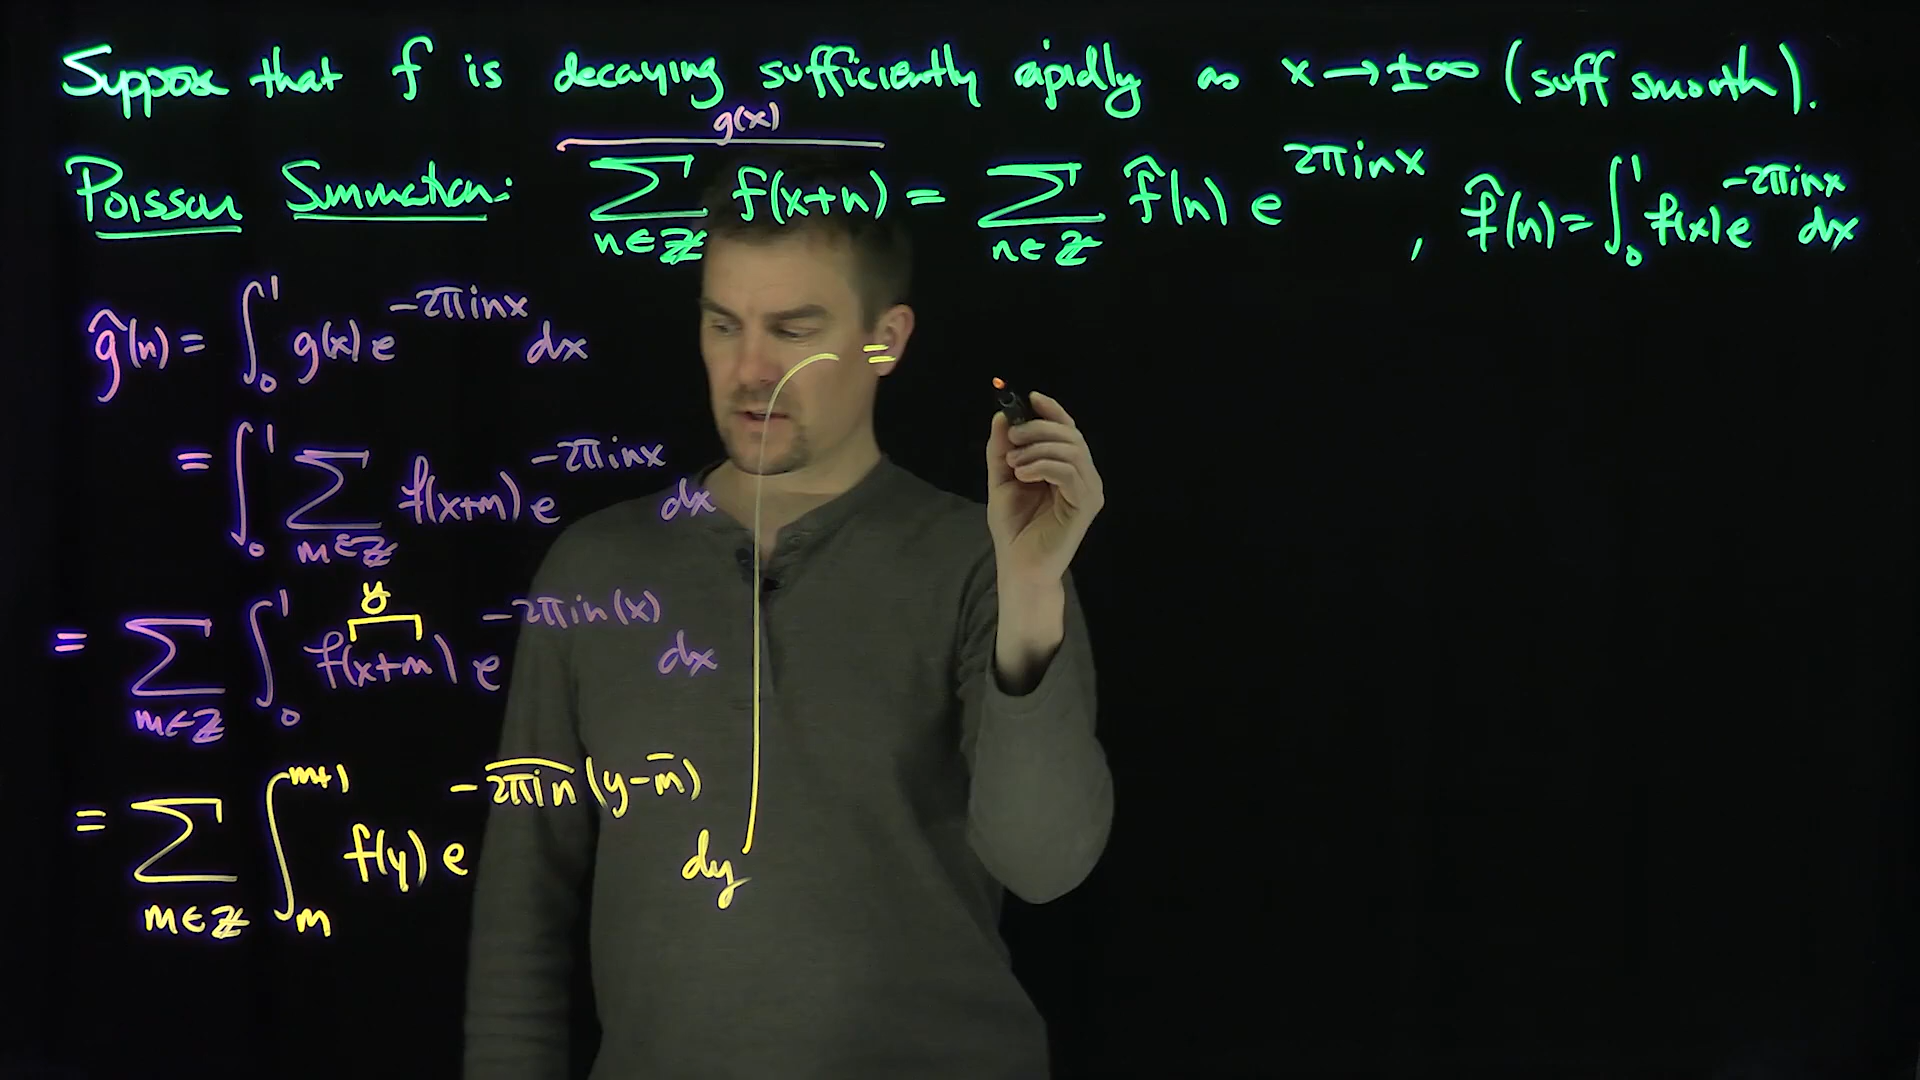 Suppose that f is decaying sufficiently rapidly as x → ±∞ (suff smooth).
g(x)
Poisson Summation: ∑_{n∈ℤ} f(x+n) = ∑_{n∈ℤ} f̂(n) e^{2πinx}, f̂(n) = ∫_0^1 f(x) e^{-2πinx} dx
ĝ(n) = ∫_0^1 g(x) e^{-2πinx} dx =
= ∫_0^1 ∑_{m∈ℤ} f(x+m) e^{-2πinx} dx
y
= ∑_{m∈ℤ} ∫_0^1 f(x+m) e^{-2πin(x)} dx
= ∑_{m∈ℤ} ∫_m^{m+1} f(y) e^{-2πin(y-m)} dy